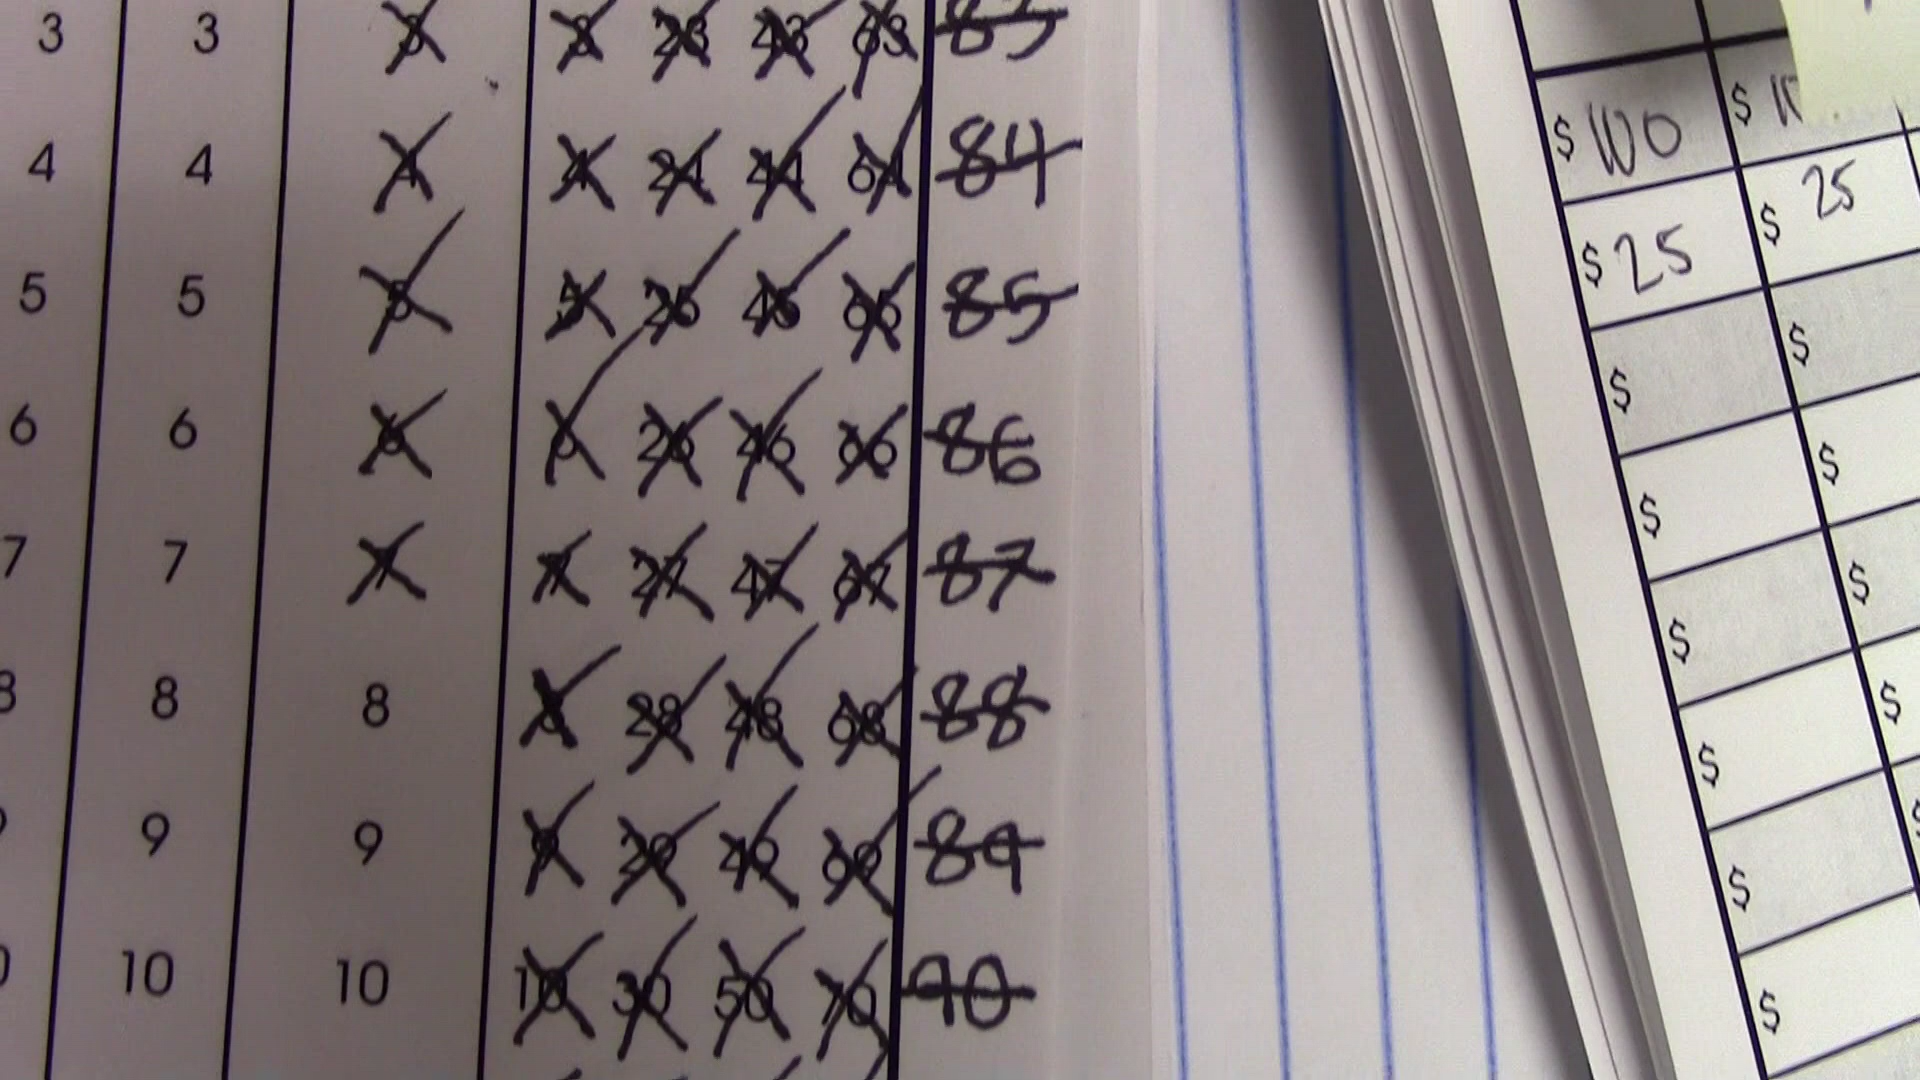 3 3 3 3 23 43 63 83
4 4 4 4 24 44 64 84
5 5 5 5 25 45 65 85
6 6 6 6 26 46 66 86
7 7 7 7 27 47 67 87
8 8 8 8 28 48 68 88
9 9 9 29 49 69 89
10 10 10 30 50 70 90
$ 100 $
$ 25 $ 25
$ $
$ $
$ $
$ $
$
$